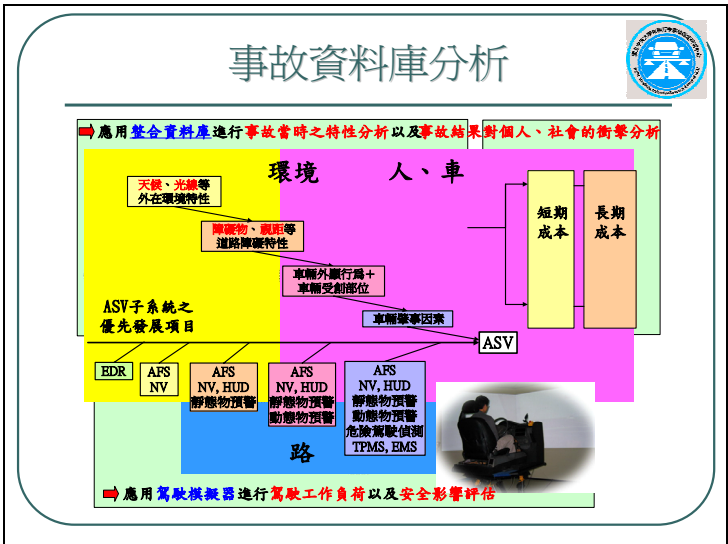 事故資料庫分析
應用整合資料庫進行事故當時之特性分析以及事故結果對個人、社會的衝擊分析
環境
人、車
天候、光線等
外在環境特性
障礙物、視距等
道路障礙特性
車輛外顯行為＋
車輛受創部位
車輛肇事因素
短期
成本
長期
成本
ASV子系統之
優先發展項目
ASV
EDR
AFS
NV
AFS
NV, HUD
靜態物預警
AFS
NV, HUD
靜態物預警
動態物預警
AFS
NV, HUD
靜態物預警
動態物預警
危險駕駛偵測
TPMS, EMS
路
應用駕駛模擬器進行駕駛工作負荷以及安全影響評估